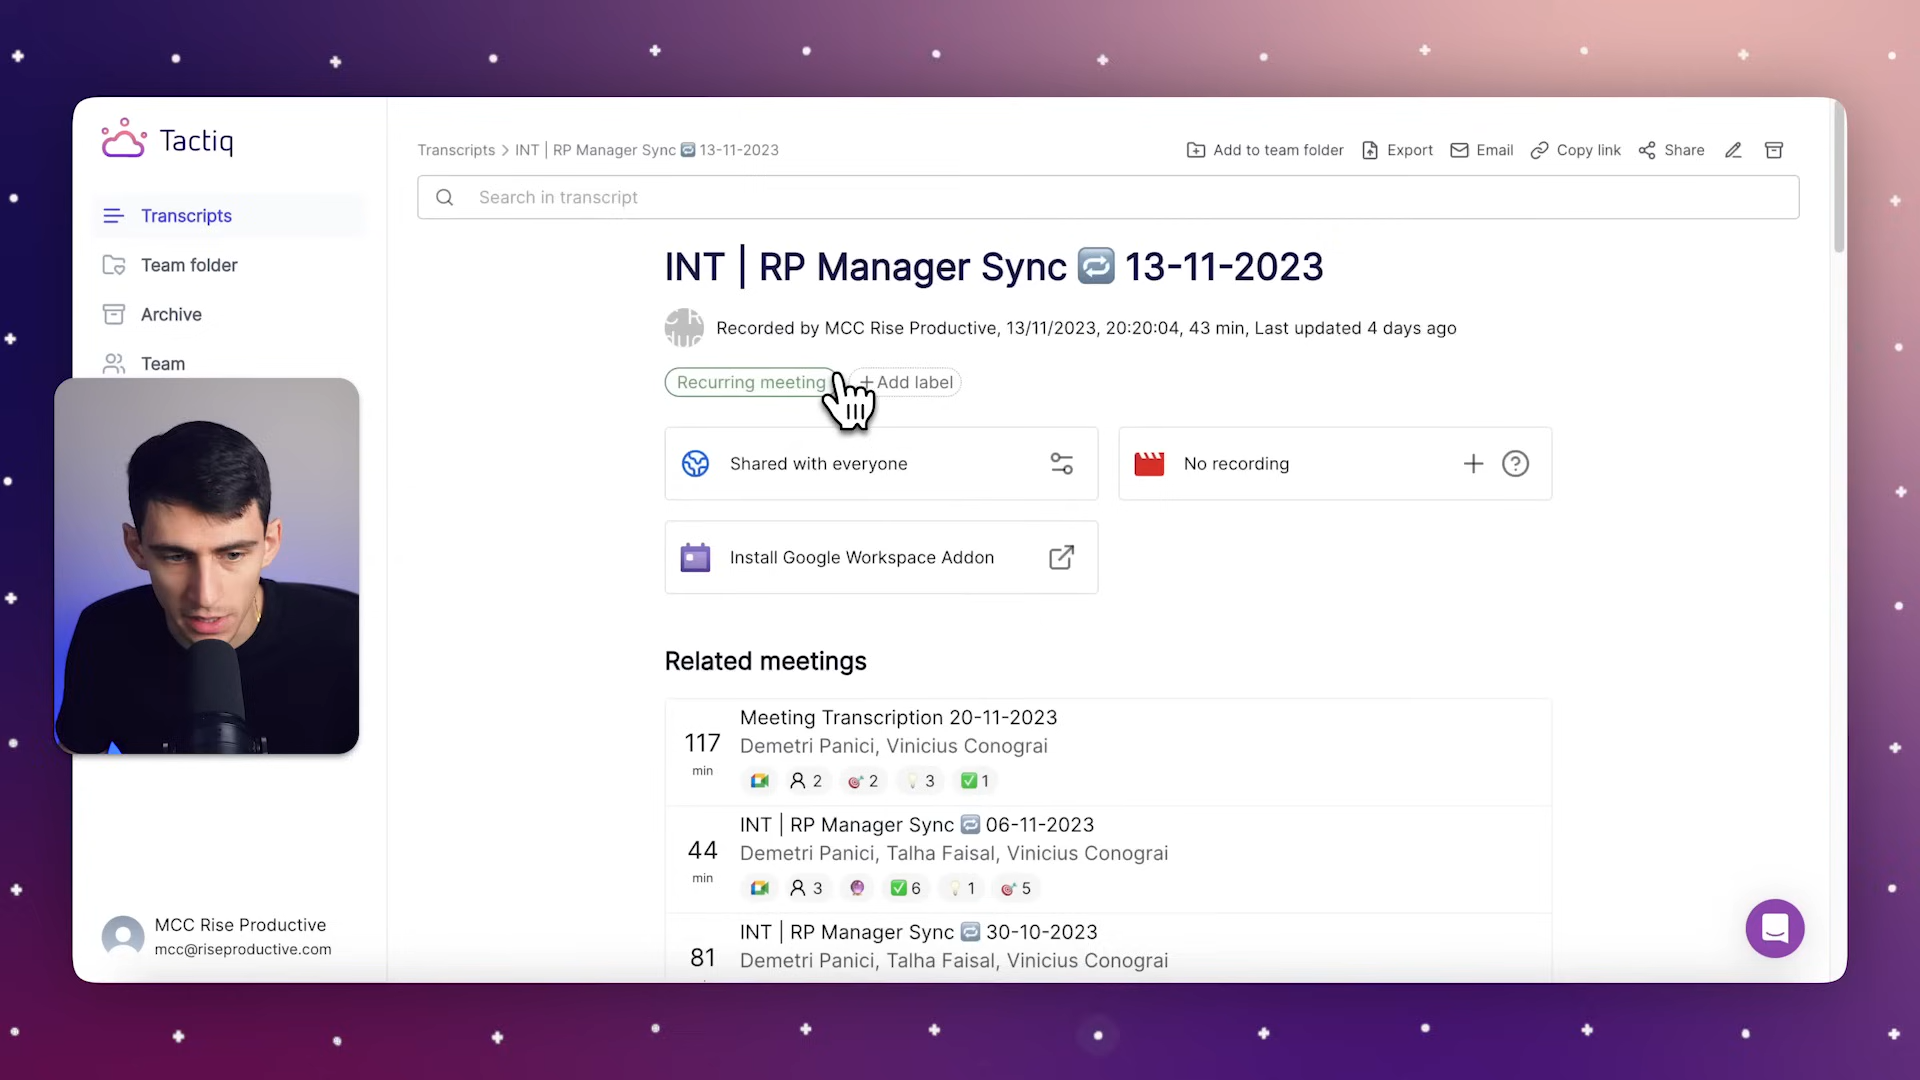 Tactiq
Transcripts
Team folder
Archive
Team
MCC Rise Productive
mcc@riseproductive.com
Transcripts > INT | RP Manager Sync 🔁 13-11-2023
Add to team folder
Export
Email
Copy link
Share
Search in transcript
INT | RP Manager Sync 🔁 13-11-2023
Recorded by MCC Rise Productive, 13/11/2023, 20:20:04, 43 min, Last updated 4 days ago
Recurring meeting
+ Add label
Shared with everyone
No recording
Install Google Workspace Addon
Related meetings
117 min
Meeting Transcription 20-11-2023
Demetri Panici, Vinicius Conograi
2 2 3 1
44 min
INT | RP Manager Sync 🔁 06-11-2023
Demetri Panici, Talha Faisal, Vinicius Conograi
3 6 1 5
81
INT | RP Manager Sync 🔁 30-10-2023
Demetri Panici, Talha Faisal, Vinicius Conograi